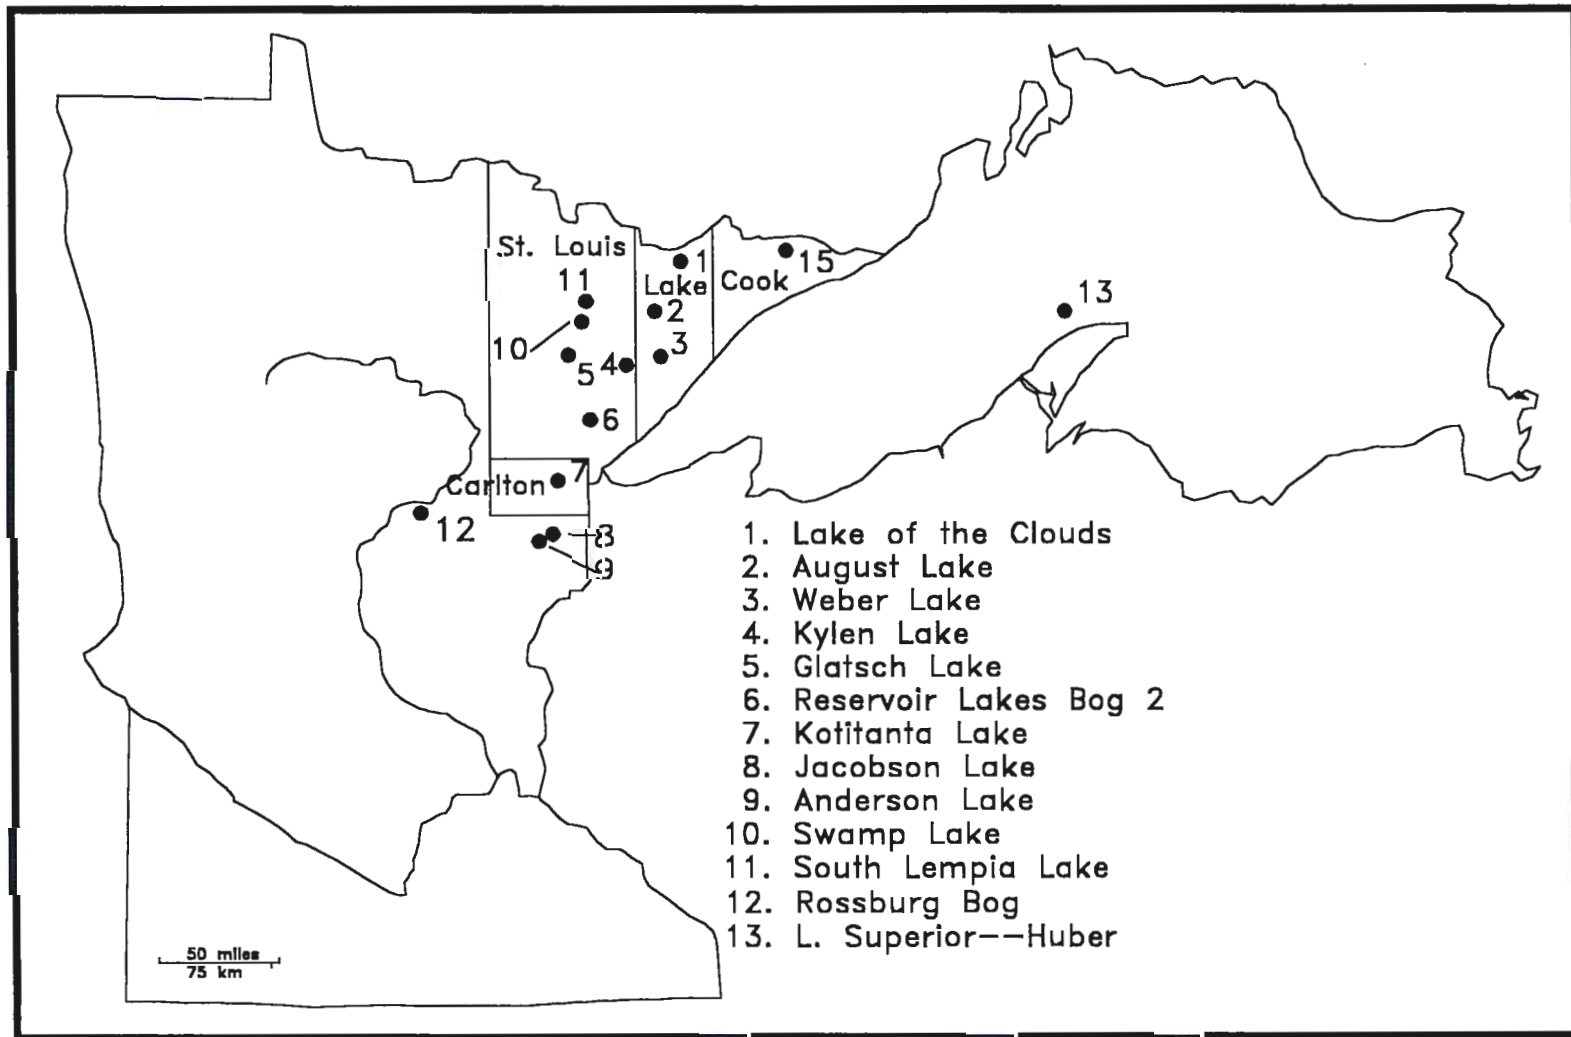 St. Louis
11
1
15
Lake
Cook
2
13
10
3
5
4
6
7
Carlton
12
8
9
1. Lake of the Clouds
2. August Lake
3. Weber Lake
4. Kylen Lake
5. Glatsch Lake
6. Reservoir Lakes Bog 2
7. Kotitanta Lake
8. Jacobson Lake
9. Anderson Lake
10. Swamp Lake
11. South Lempia Lake
12. Rossburg Bog
13. L. Superior--Huber
50 miles
75 km